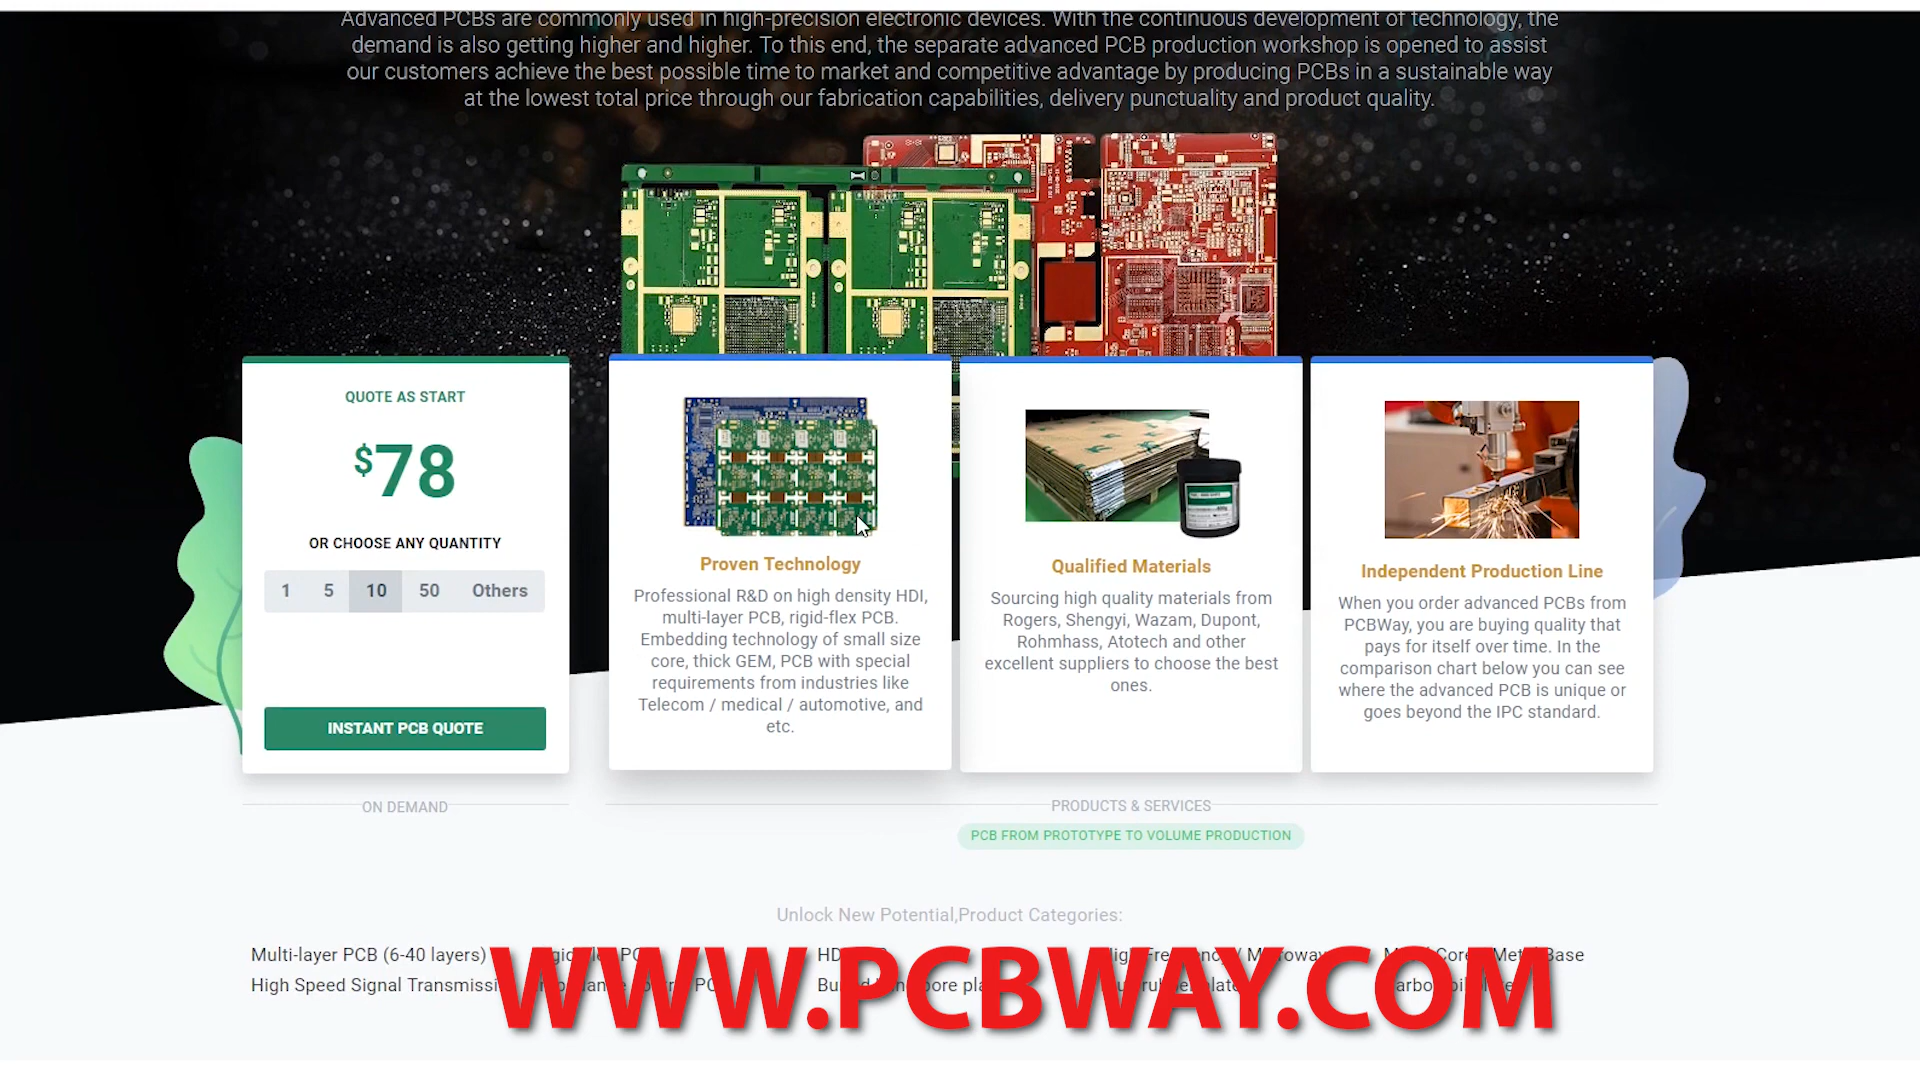 Advanced PCBs are commonly used in high-precision electronic devices. With the continuous development of technology, the
demand is also getting higher and higher. To this end, the separate advanced PCB production workshop is opened to assist
our customers achieve the best possible time to market and competitive advantage by producing PCBs in a sustainable way
at the lowest total price through our fabrication capabilities, delivery punctuality and product quality.
QUOTE AS START
$78
OR CHOOSE ANY QUANTITY
1 5 10 50 Others
INSTANT PCB QUOTE
ON DEMAND
Proven Technology
Professional R&D on high density HDI,
multi-layer PCB, rigid-flex PCB.
Embedding technology of small size
core, thick GEM, PCB with special
requirements from industries like
Telecom / medical / automotive, and
etc.
Qualified Materials
Sourcing high quality materials from
Rogers, Shengyi, Wazam, Dupont,
Rohmhass, Atotech and other
excellent suppliers to choose the best
ones.
Independent Production Line
When you order advanced PCBs from
PCBWay, you are buying quality that
pays for itself over time. In the
comparison chart below you can see
where the advanced PCB is unique or
goes beyond the IPC standard.
PRODUCTS & SERVICES
PCB FROM PROTOTYPE TO VOLUME PRODUCTION
Unlock New Potential,Product Categories:
Multi-layer PCB (6-40 layers)
High Speed Signal
WWW.PCBWAY.COM